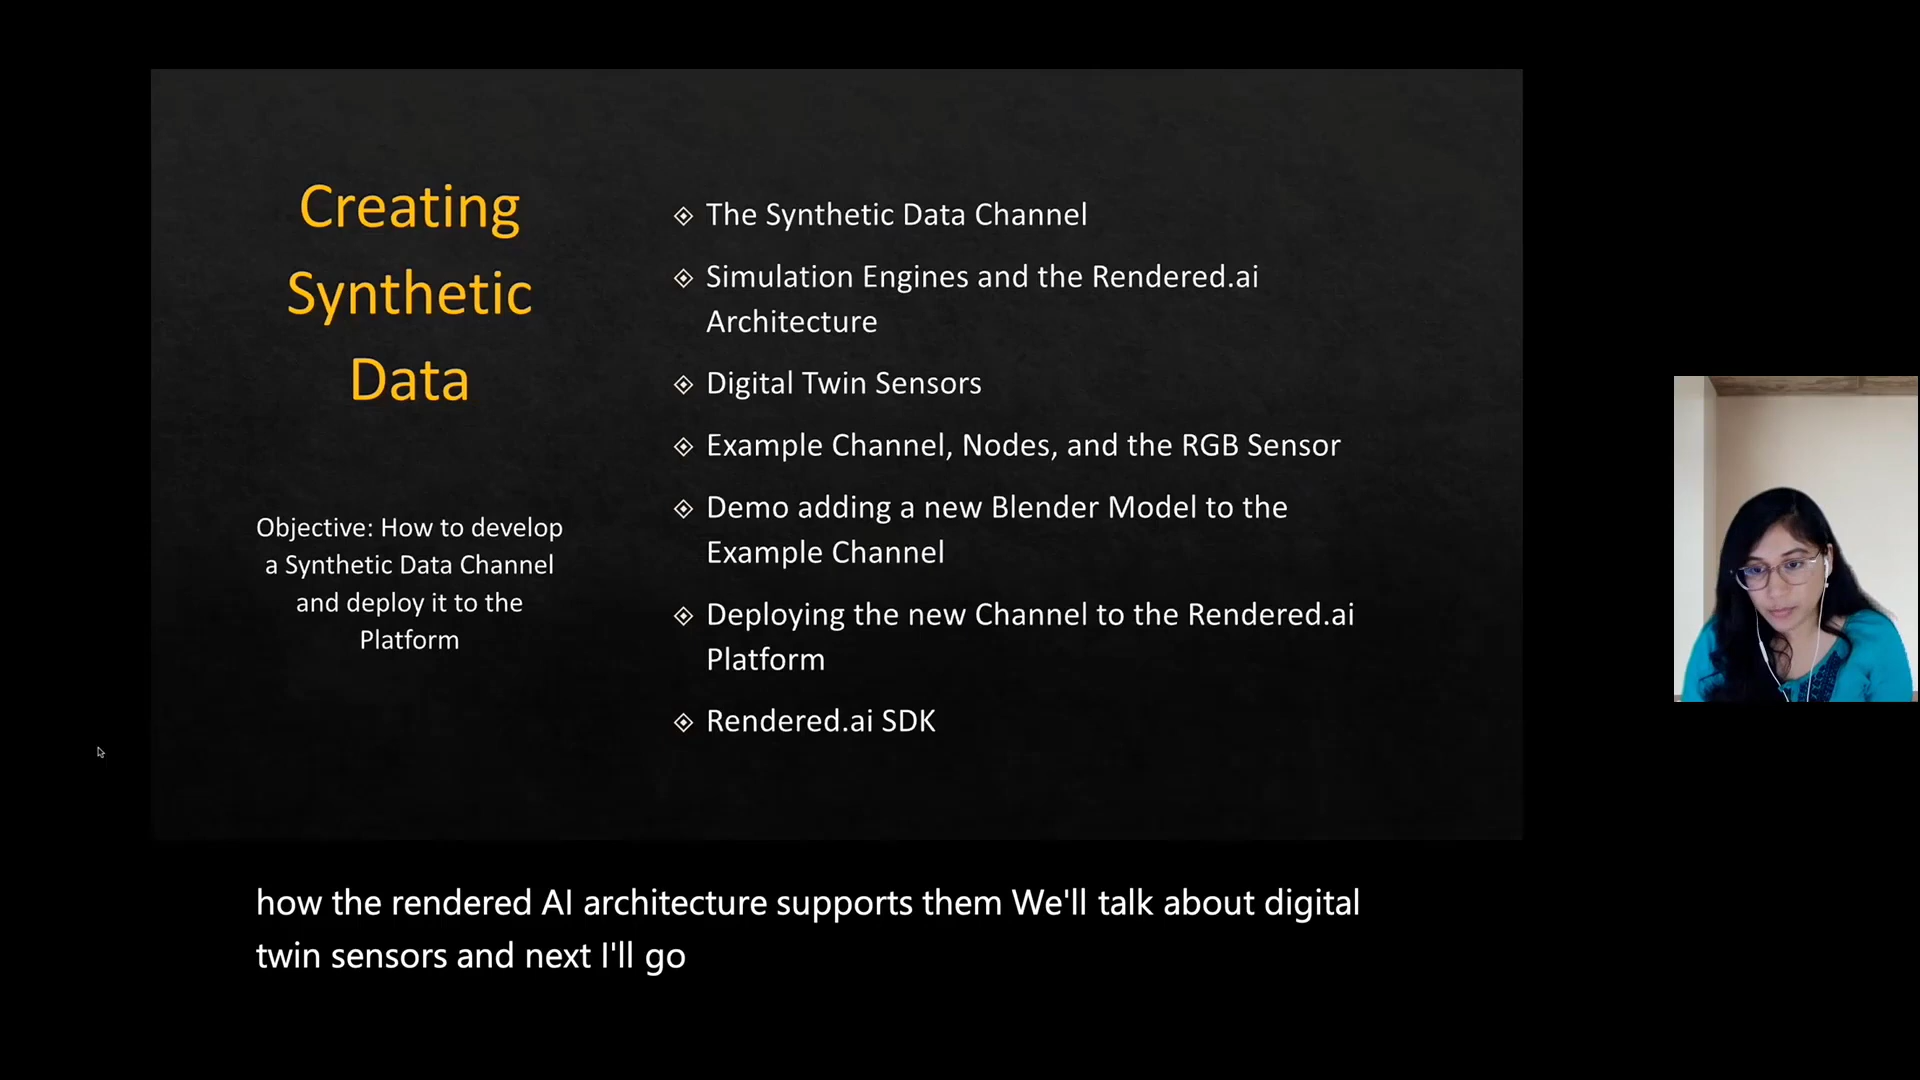 Creating
Synthetic
Data
Objective: How to develop
a Synthetic Data Channel
and deploy it to the
Platform
The Synthetic Data Channel
Simulation Engines and the Rendered.ai
Architecture
Digital Twin Sensors
Example Channel, Nodes, and the RGB Sensor
Demo adding a new Blender Model to the
Example Channel
Deploying the new Channel to the Rendered.ai
Platform
Rendered.ai SDK
how the rendered AI architecture supports them We'll talk about digital
twin sensors and next I'll go